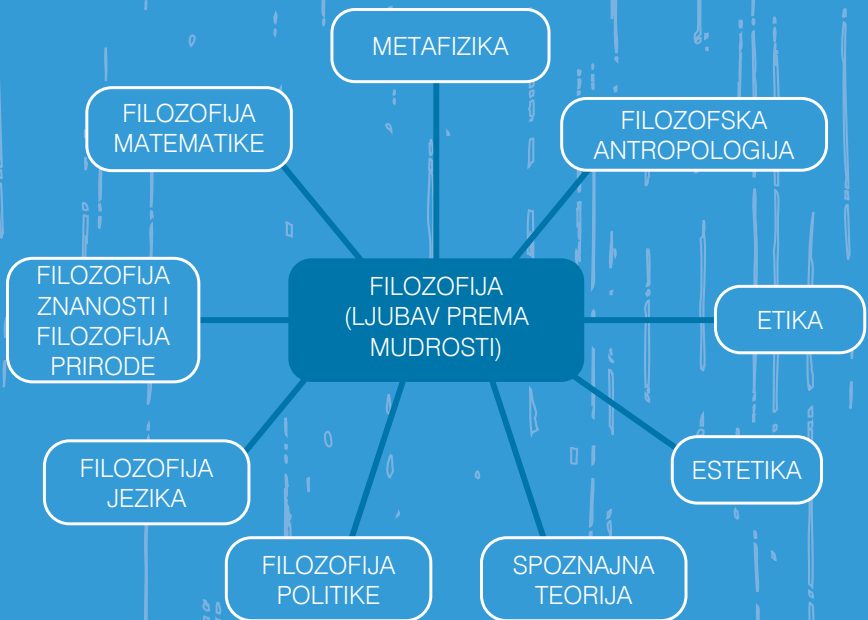 METAFIZIKA
FILOZOFIJA
MATEMATIKE
FILOZOFSKA
ANTROPOLOGIJA
FILOZOFIJA
ZNANOSTI I
FILOZOFIJA
PRIRODE
FILOZOFIJA
(LJUBAV PREMA
MUDROSTI)
ETIKA
FILOZOFIJA
JEZIKA
ESTETIKA
FILOZOFIJA
POLITIKE
SPOZNAJNA
TEORIJA